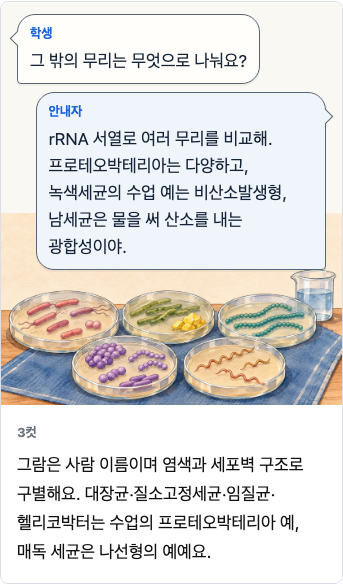 학생
그 밖의 무리는 무엇으로 나눠요?
안내자
rRNA 서열로 여러 무리를 비교해.
프로테오박테리아는 다양하고,
녹색세균의 수업 예는 비산소발생형,
남세균은 물을 써 산소를 내는
광합성이야.
3컷
그람은 사람 이름이며 염색과 세포벽 구조로
구별해요. 대장균·질소고정세균·임질균·
헬리코박터는 수업의 프로테오박테리아 예,
매독 세균은 나선형의 예예요.